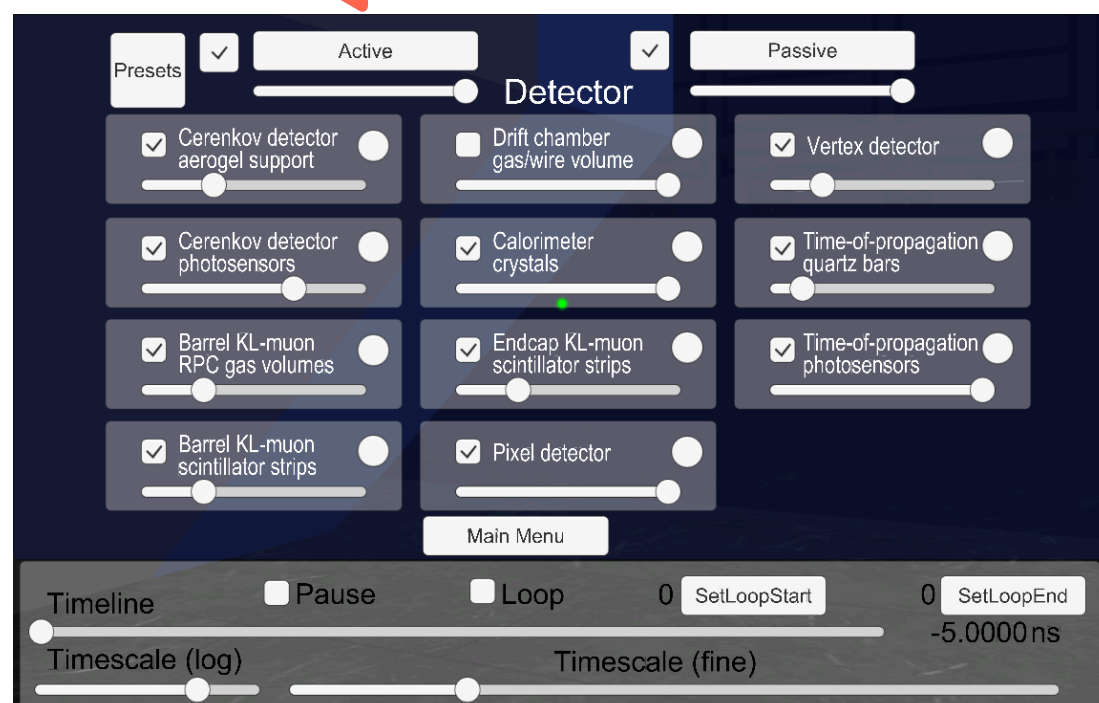 Presets
Active
Passive
Detector
Cerenkov detector
aerogel support
Drift chamber
gas/wire volume
Vertex detector
Cerenkov detector
photosensors
Calorimeter
crystals
Time-of-propagation
quartz bars
Barrel KL-muon
RPC gas volumes
Endcap KL-muon
scintillator strips
Time-of-propagation
photosensors
Barrel KL-muon
scintillator strips
Pixel detector
Main Menu
Timeline
Pause
Loop
0 SetLoopStart
0 SetLoopEnd
-5.0000 ns
Timescale (log)
Timescale (fine)